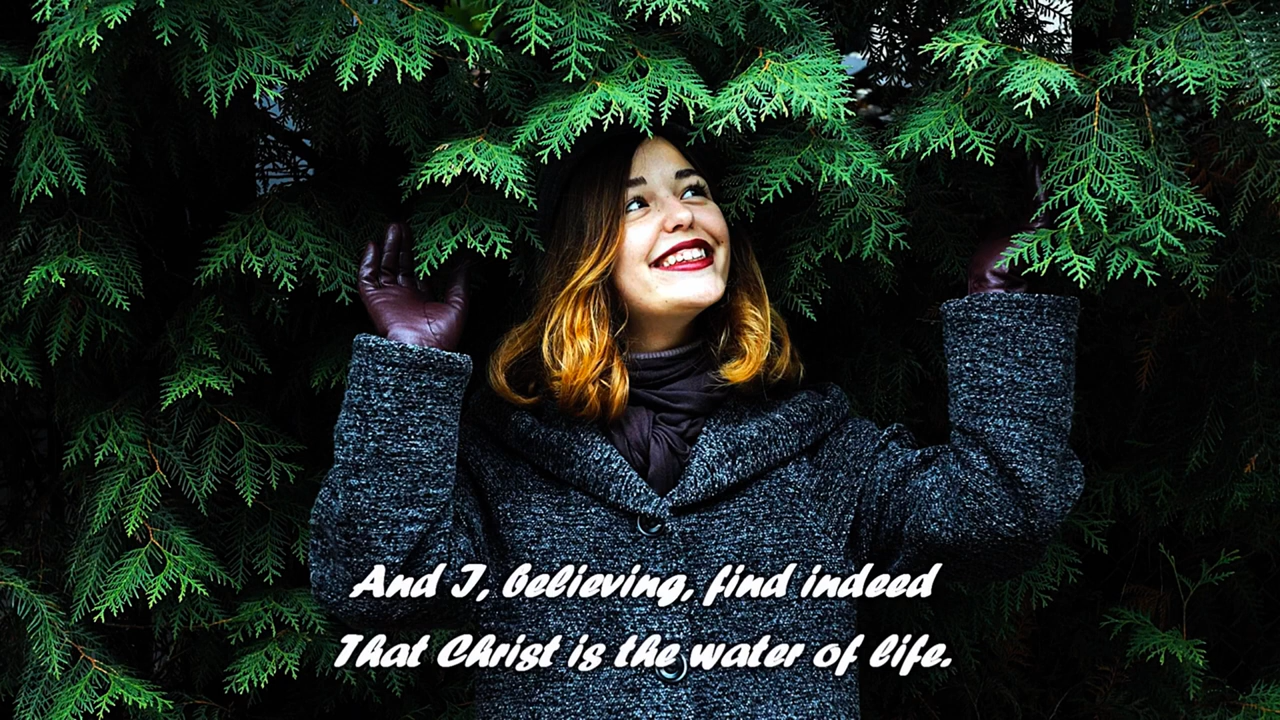 And I, believing, find indeed
That Christ is the water of life.